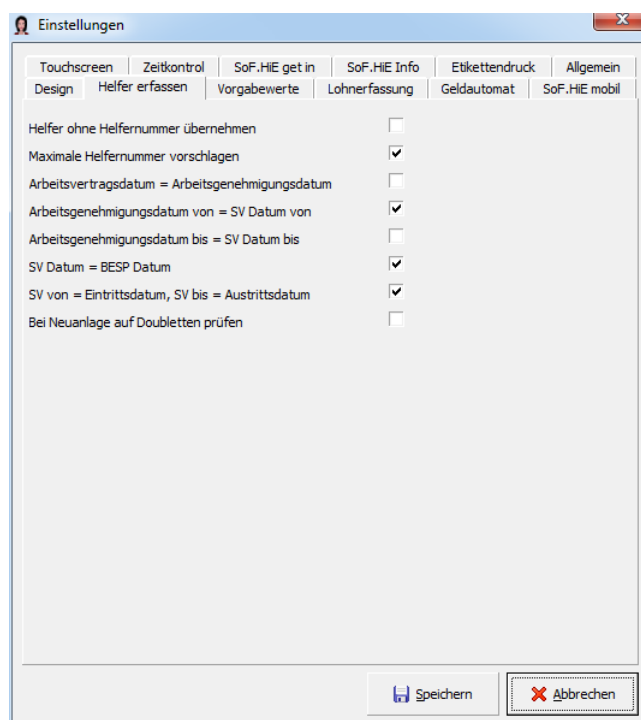 Einstellungen
Touchscreen Zeitkontrol SoF.HiE get in SoF.HiE Info Etikettendruck Allgemein
Design Helfer erfassen Vorgabewerte Lohnerfassung Geldautomat SoF.HiE mobil
Helfer ohne Helfernummer übernehmen
Maximale Helfernummer vorschlagen
Arbeitsvertragsdatum = Arbeitsgenehmigungsdatum
Arbeitsgenehmigungsdatum von = SV Datum von
Arbeitsgenehmigungsdatum bis = SV Datum bis
SV Datum = BESP Datum
SV von = Eintrittsdatum, SV bis = Austrittsdatum
Bei Neuanlage auf Doubletten prüfen
Speichern Abbrechen